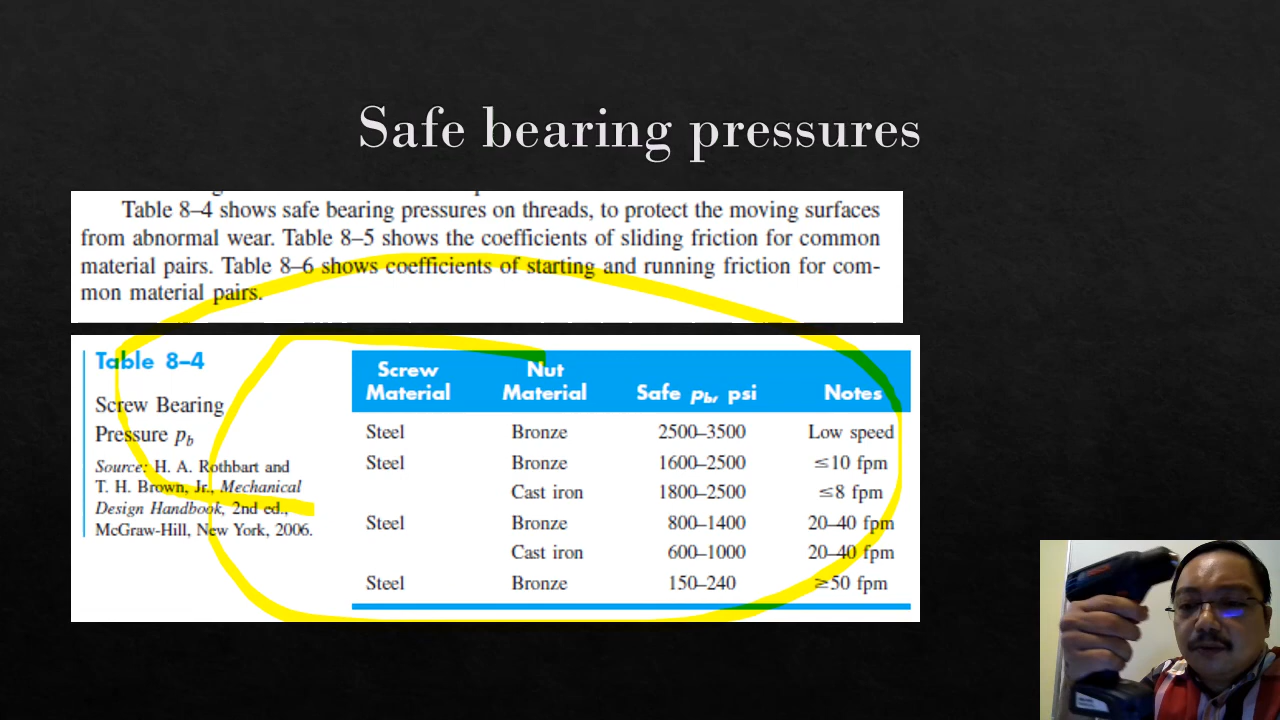 Safe bearing pressures
Table 8–4 shows safe bearing pressures on threads, to protect the moving surfaces
from abnormal wear. Table 8–5 shows the coefficients of sliding friction for common
material pairs. Table 8–6 shows coefficients of starting and running friction for com-
mon material pairs.
Table 8–4
Screw Bearing
Pressure pb
Source: H. A. Rothbart and
T. H. Brown, Jr., Mechanical
Design Handbook, 2nd ed.,
McGraw-Hill, New York, 2006.
Screw Material Nut Material Safe pb, psi Notes
Steel Bronze 2500–3500 Low speed
Steel Bronze 1600–2500 ≤10 fpm
Cast iron 1800–2500 ≤8 fpm
Steel Bronze 800–1400 20–40 fpm
Cast iron 600–1000 20–40 fpm
Steel Bronze 150–240 ≥50 fpm